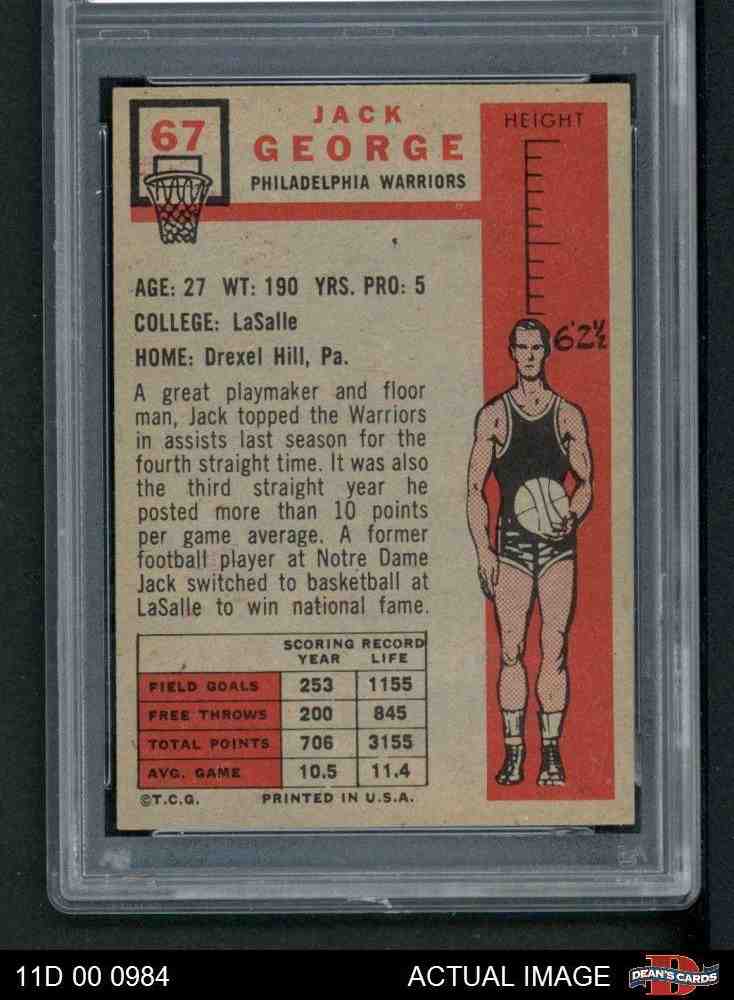 67
JACK
GEORGE
PHILADELPHIA WARRIORS
HEIGHT
6'2½
AGE: 27 WT: 190 YRS. PRO: 5
COLLEGE: LaSalle
HOME: Drexel Hill, Pa.
A great playmaker and floor
man, Jack topped the Warriors
in assists last season for the
fourth straight time. It was also
the third straight year he
posted more than 10 points
per game average. A former
football player at Notre Dame
Jack switched to basketball at
LaSalle to win national fame.
SCORING RECORD
YEAR LIFE
FIELD GOALS 253 1155
FREE THROWS 200 845
TOTAL POINTS 706 3155
AVG. GAME 10.5 11.4
©T.C.G. PRINTED IN U.S.A.
11D 00 0984 ACTUAL IMAGE DEAN'S CARDS